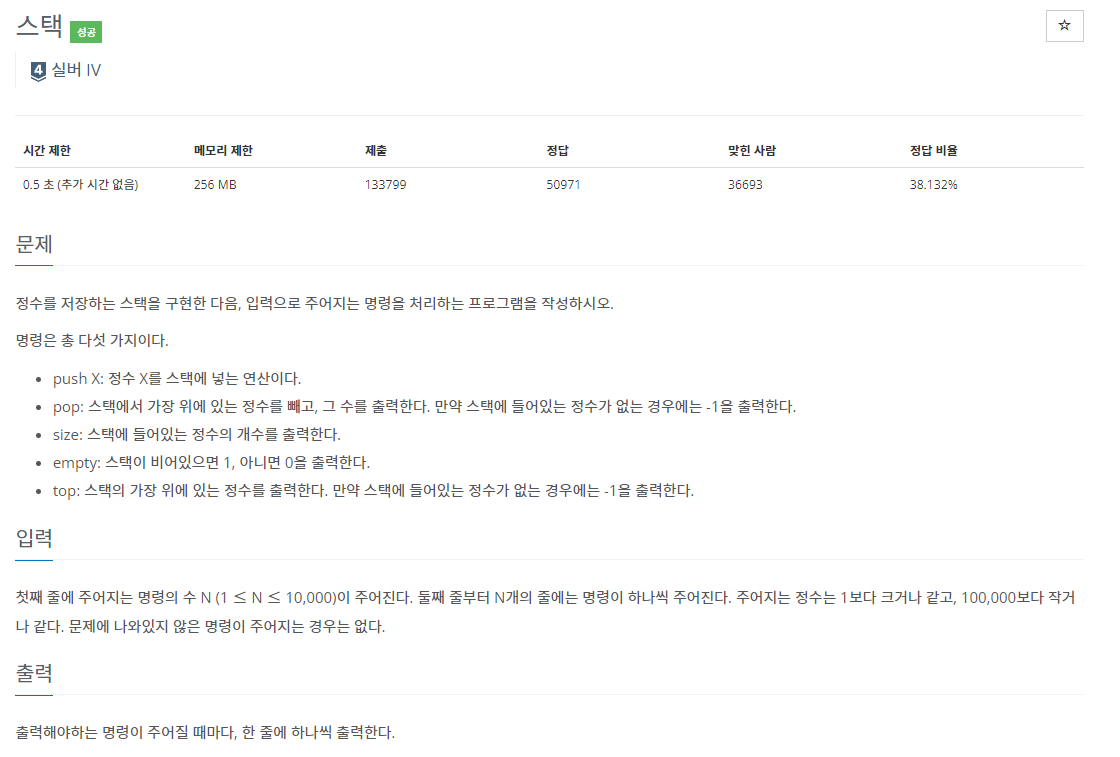 스택 성공
☆
4 실버 IV
시간 제한 메모리 제한 제출 정답 맞힌 사람 정답 비율
0.5 초 (추가 시간 없음) 256 MB 133799 50971 36693 38.132%
문제
정수를 저장하는 스택을 구현한 다음, 입력으로 주어지는 명령을 처리하는 프로그램을 작성하시오.
명령은 총 다섯 가지이다.
• push X: 정수 X를 스택에 넣는 연산이다.
• pop: 스택에서 가장 위에 있는 정수를 빼고, 그 수를 출력한다. 만약 스택에 들어있는 정수가 없는 경우에는 -1을 출력한다.
• size: 스택에 들어있는 정수의 개수를 출력한다.
• empty: 스택이 비어있으면 1, 아니면 0을 출력한다.
• top: 스택의 가장 위에 있는 정수를 출력한다. 만약 스택에 들어있는 정수가 없는 경우에는 -1을 출력한다.
입력
첫째 줄에 주어지는 명령의 수 N (1 ≤ N ≤ 10,000)이 주어진다. 둘째 줄부터 N개의 줄에는 명령이 하나씩 주어진다. 주어지는 정수는 1보다 크거나 같고, 100,000보다 작거
나 같다. 문제에 나와있지 않은 명령이 주어지는 경우는 없다.
출력
출력해야하는 명령이 주어질 때마다, 한 줄에 하나씩 출력한다.